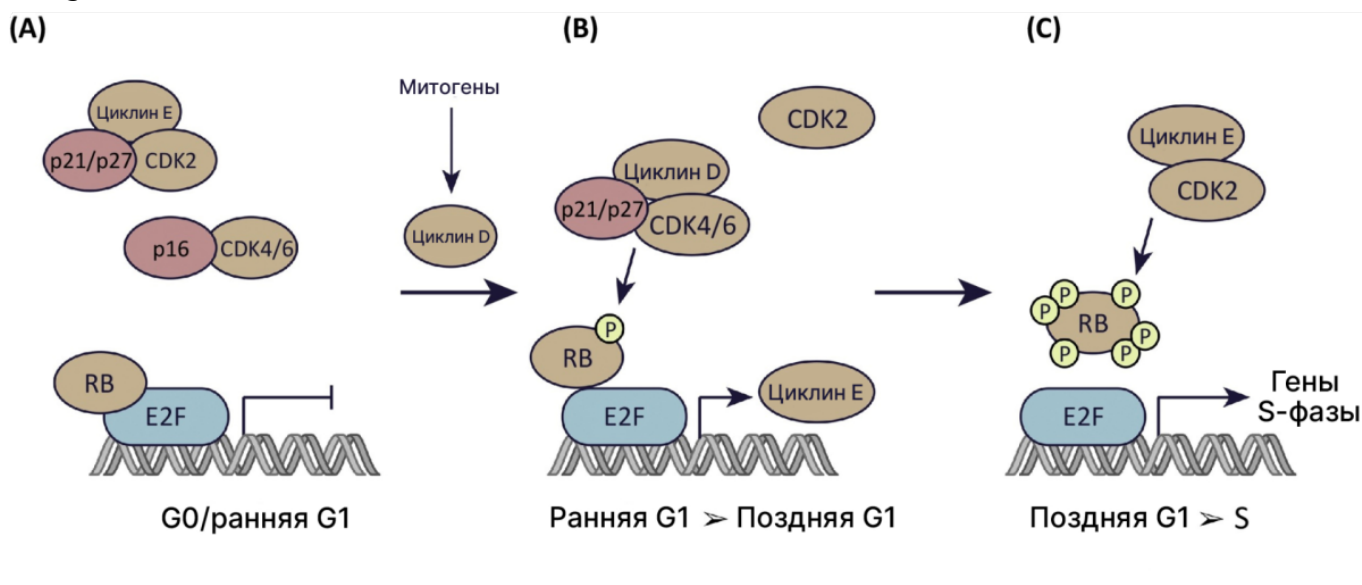 (A)
Циклин E
p21/p27
CDK2
p16
CDK4/6
RB
E2F
G0/ранняя G1
Митогены
Циклин D
(B)
CDK2
Циклин D
p21/p27
CDK4/6
P
RB
E2F
Циклин E
Ранняя G1 ➢ Поздняя G1
(C)
Циклин E
CDK2
P
P
P
RB
P
P
P
E2F
Гены
S-фазы
Поздняя G1 ➢ S